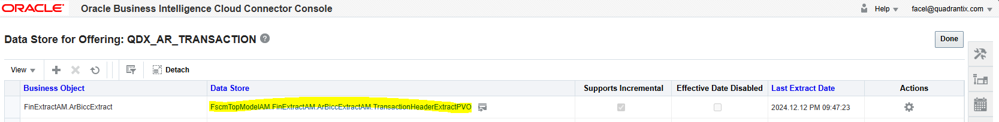 ORACLE® Oracle Business Intelligence Cloud Connector Console Help facel@quadrantix.com
Data Store for Offering: QDX_AR_TRANSACTION ? Done
View Detach
Business Object Data Store Supports Incremental Effective Date Disabled Last Extract Date Actions
FinExtractAM.ArBiccExtract FscmTopModelAM.FinExtractAM.ArBiccExtractAM.TransactionHeaderExtractPVO 2024.12.12 PM 09:47:23